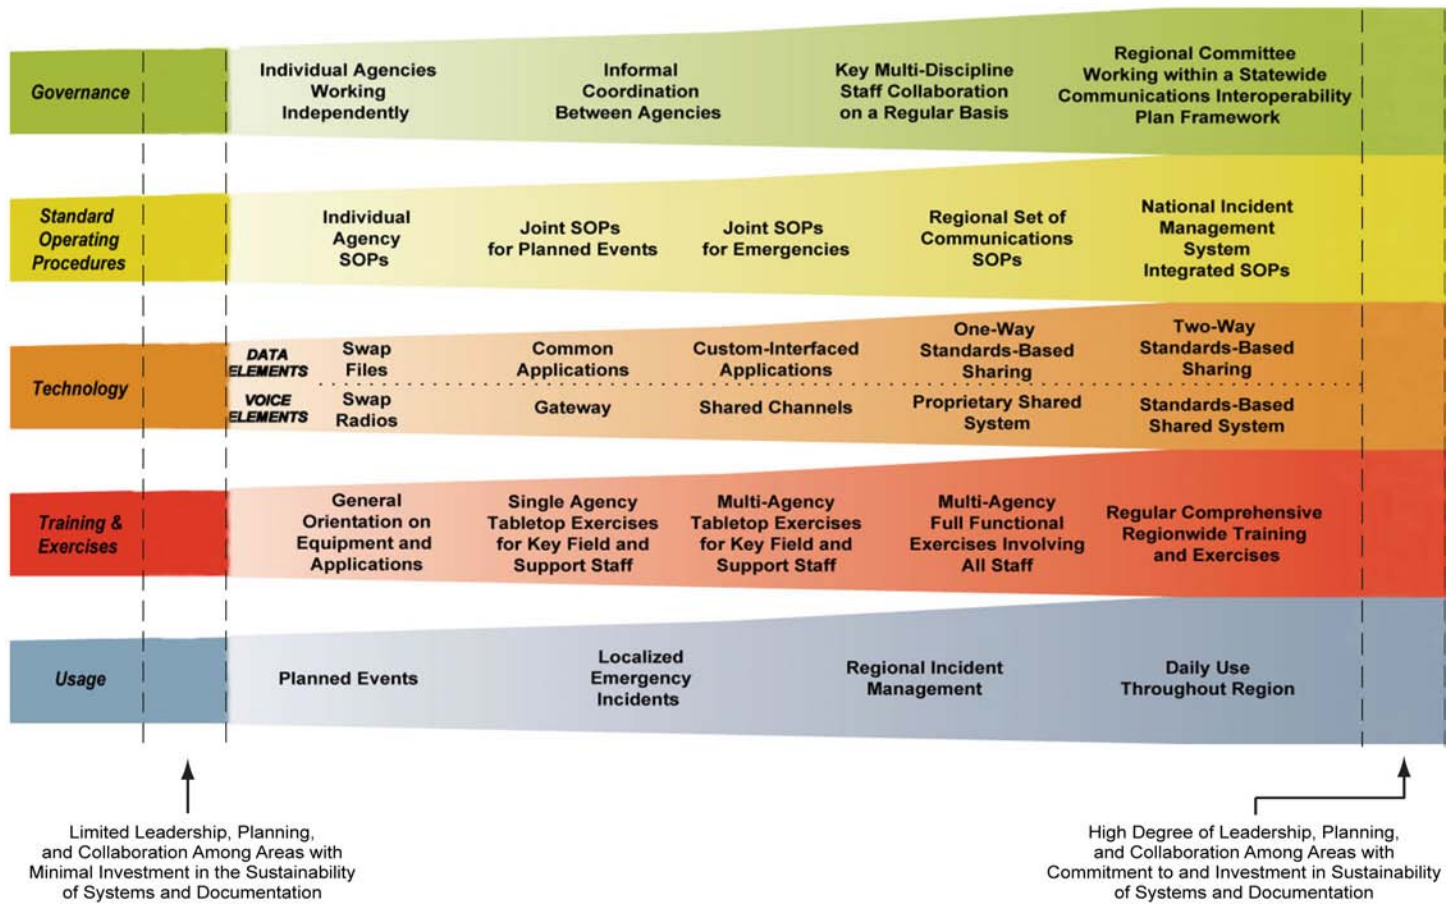 Governance
Individual Agencies
Working
Independently
Informal
Coordination
Between Agencies
Key Multi-Discipline
Staff Collaboration
on a Regular Basis
Regional Committee
Working within a Statewide
Communications Interoperability
Plan Framework
Standard
Operating
Procedures
Individual
Agency
SOPs
Joint SOPs
for Planned Events
Joint SOPs
for Emergencies
Regional Set of
Communications
SOPs
National Incident
Management
System
Integrated SOPs
Technology
DATA
ELEMENTS
Swap
Files
Common
Applications
Custom-Interfaced
Applications
One-Way
Standards-Based
Sharing
Two-Way
Standards-Based
Sharing
VOICE
ELEMENTS
Swap
Radios
Gateway
Shared Channels
Proprietary Shared
System
Standards-Based
Shared System
Training &
Exercises
General
Orientation on
Equipment and
Applications
Single Agency
Tabletop Exercises
for Key Field and
Support Staff
Multi-Agency
Tabletop Exercises
for Key Field and
Support Staff
Multi-Agency
Full Functional
Exercises Involving
All Staff
Regular Comprehensive
Regionwide Training
and Exercises
Usage
Planned Events
Localized
Emergency
Incidents
Regional Incident
Management
Daily Use
Throughout Region
Limited Leadership, Planning,
and Collaboration Among Areas with
Minimal Investment in the Sustainability
of Systems and Documentation
High Degree of Leadership, Planning,
and Collaboration Among Areas with
Commitment to and Investment in Sustainability
of Systems and Documentation